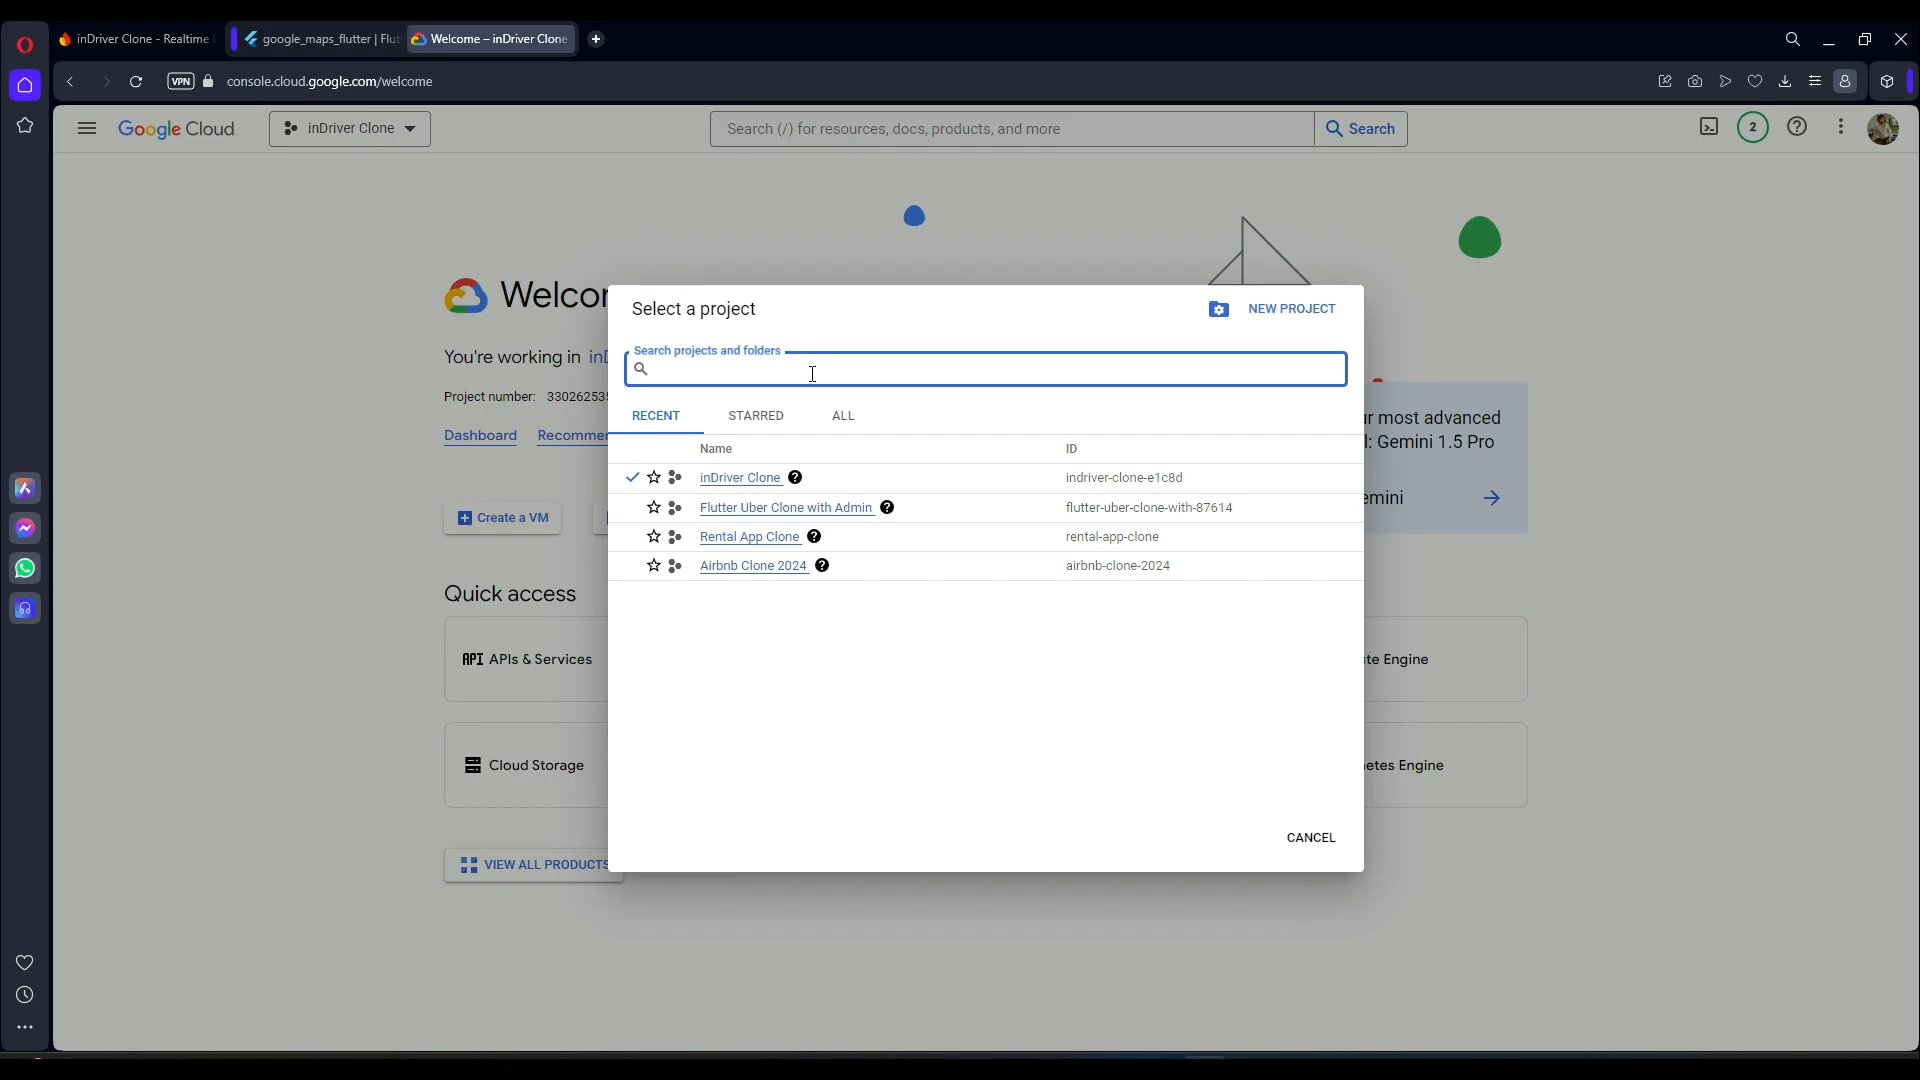 inDriver Clone - Realtime
google_maps_flutter | Flut
Welcome – inDriver Clone
VPN
console.cloud.google.com/welcome
Google Cloud
inDriver Clone
Search (/) for resources, docs, products, and more
Search
2
Select a project
NEW PROJECT
You're working in
Search projects and folders
Project number:
RECENT
STARRED
ALL
Dashboard
ur most advanced
l: Gemini 1.5 Pro
Name
ID
inDriver Clone
indriver-clone-e1c8d
Flutter Uber Clone with Admin
flutter-uber-clone-with-87614
Rental App Clone
rental-app-clone
Airbnb Clone 2024
airbnb-clone-2024
emini
Create a VM
Quick access
API APIs & Services
te Engine
Cloud Storage
etes Engine
CANCEL
VIEW ALL PRODUCTS